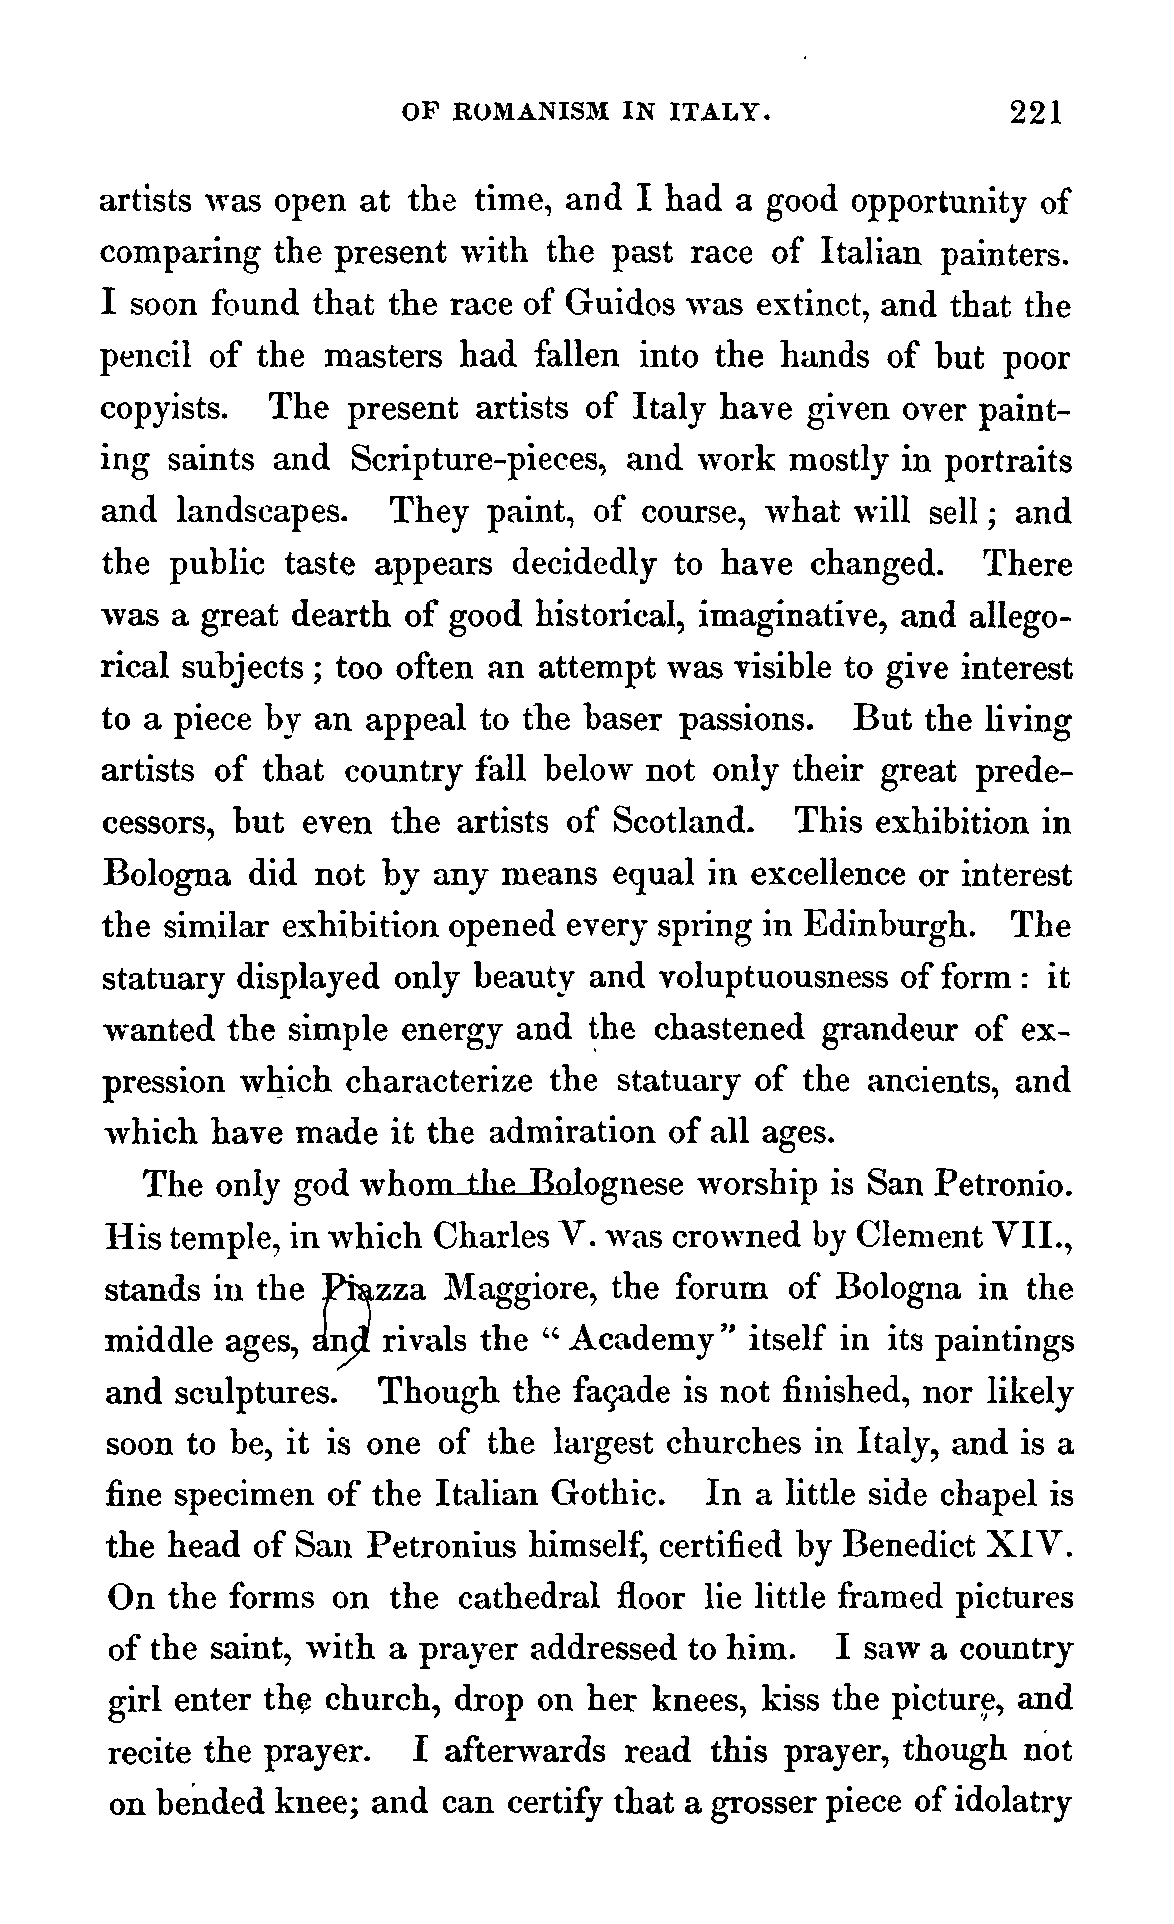 OF ROMANISM IN ITALY. 221
artists was open at the time, and I had a good opportunity of
comparing the present with the past race of Italian painters.
I soon found that the race of Guidos was extinct, and that the
pencil of the masters had fallen into the hands of but poor
copyists. The present artists of Italy have given over paint-
ing saints and Scripture-pieces, and work mostly in portraits
and landscapes. They paint, of course, what will sell; and
the public taste appears decidedly to have changed. There
was a great dearth of good historical, imaginative, and allego-
rical subjects; too often an attempt was visible to give interest
to a piece by an appeal to the baser passions. But the living
artists of that country fall below not only their great prede-
cessors, but even the artists of Scotland. This exhibition in
Bologna did not by any means equal in excellence or interest
the similar exhibition opened every spring in Edinburgh. The
statuary displayed only beauty and voluptuousness of form: it
wanted the simple energy and the chastened grandeur of ex-
pression which characterize the statuary of the ancients, and
which have made it the admiration of all ages.
The only god whom the Bolognese worship is San Petronio.
His temple, in which Charles V. was crowned by Clement VII.,
stands in the Piazza Maggiore, the forum of Bologna in the
middle ages, and rivals the "Academy" itself in its paintings
and sculptures. Though the façade is not finished, nor likely
soon to be, it is one of the largest churches in Italy, and is a
fine specimen of the Italian Gothic. In a little side chapel is
the head of San Petronius himself, certified by Benedict XIV.
On the forms on the cathedral floor lie little framed pictures
of the saint, with a prayer addressed to him. I saw a country
girl enter the church, drop on her knees, kiss the picture, and
recite the prayer. I afterwards read this prayer, though not
on bended knee; and can certify that a grosser piece of idolatry